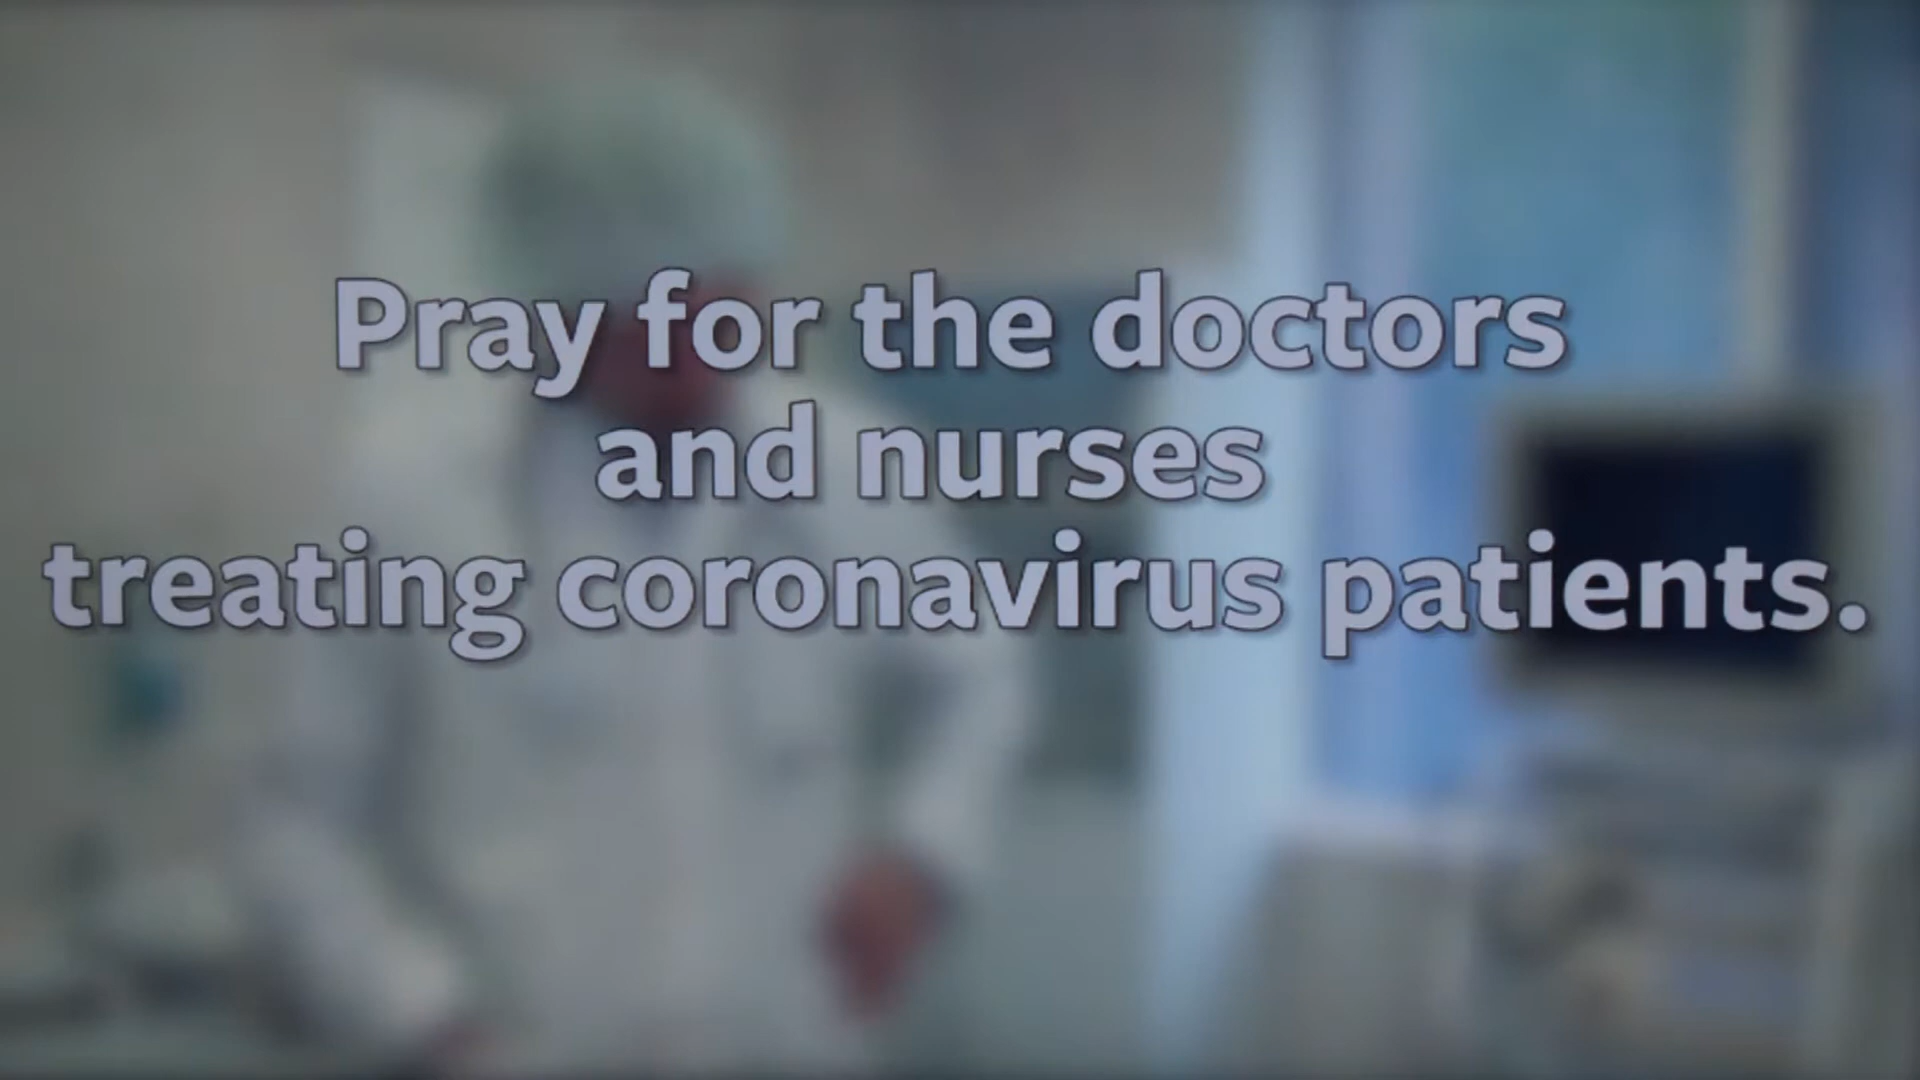 Pray for the doctors
and nurses
treating coronavirus patients.